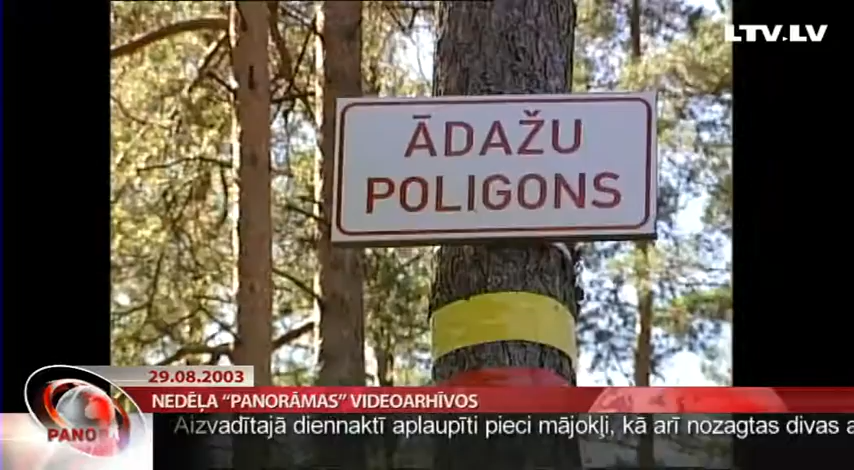 LTV.LV
ĀDAŽU
POLIGONS
29.08.2003
NEDĒĻA "PANORĀMAS" VIDEOARHĪVOS
PANORĀ
Aizvadītajā diennaktī aplaupīti pieci mājokļi, kā arī nozagtas divas a